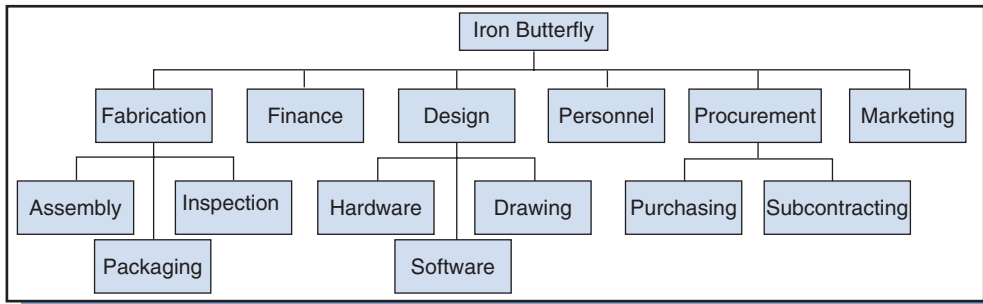 Iron Butterfly
Fabrication
Finance
Design
Personnel
Procurement
Marketing
Assembly
Inspection
Hardware
Drawing
Purchasing
Subcontracting
Packaging
Software